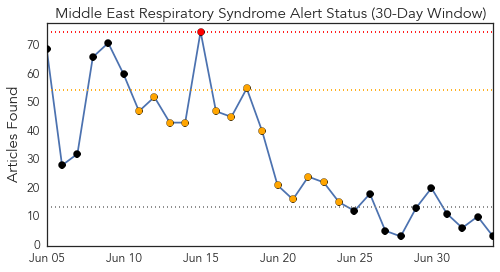 Middle East Respiratory Syndrome Alert Status (30-Day Window)
Articles Found
70
60
50
40
30
20
10
0
Jun 05 Jun 10 Jun 15 Jun 20 Jun 25 Jun 30